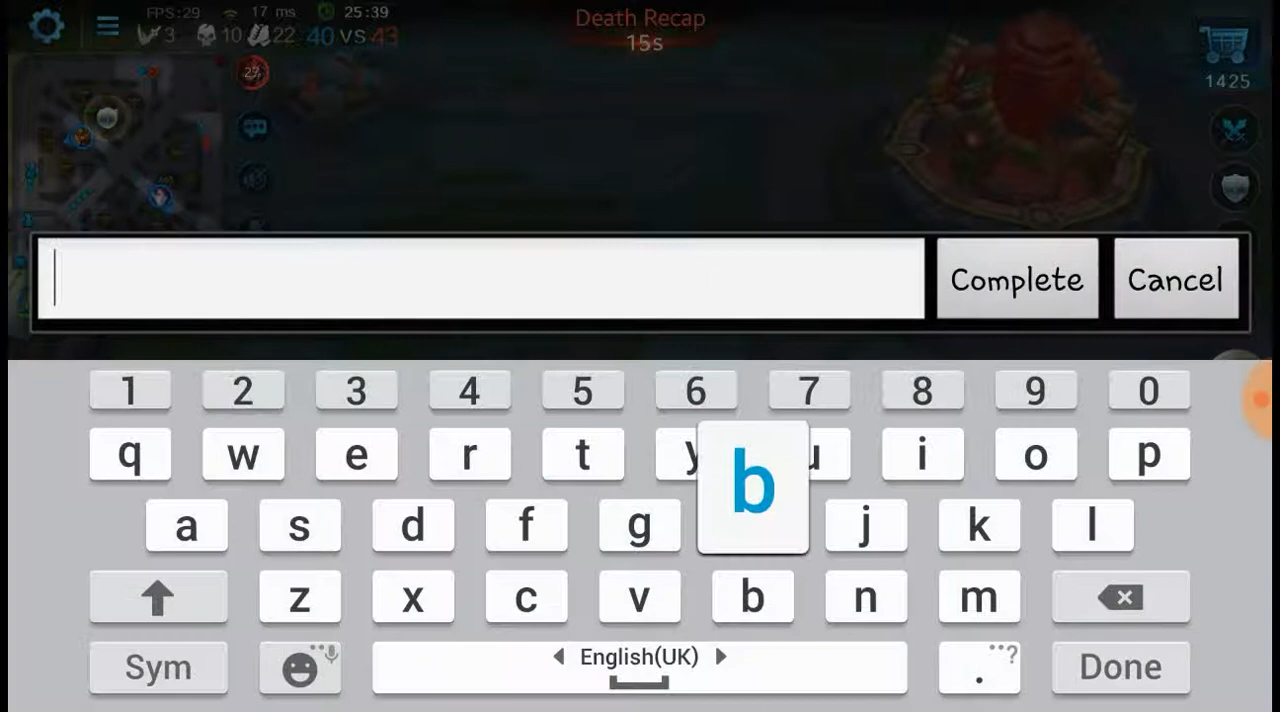 FPS:29 17 ms 25:39
3 10 22 40 VS 43
Death Recap
15s
1425
27
Complete
Cancel
1 2 3 4 5 6 7 8 9 0
q w e r t y u i o p
b
a s d f g j k l
z x c v b n m
Sym English(UK) . ? Done